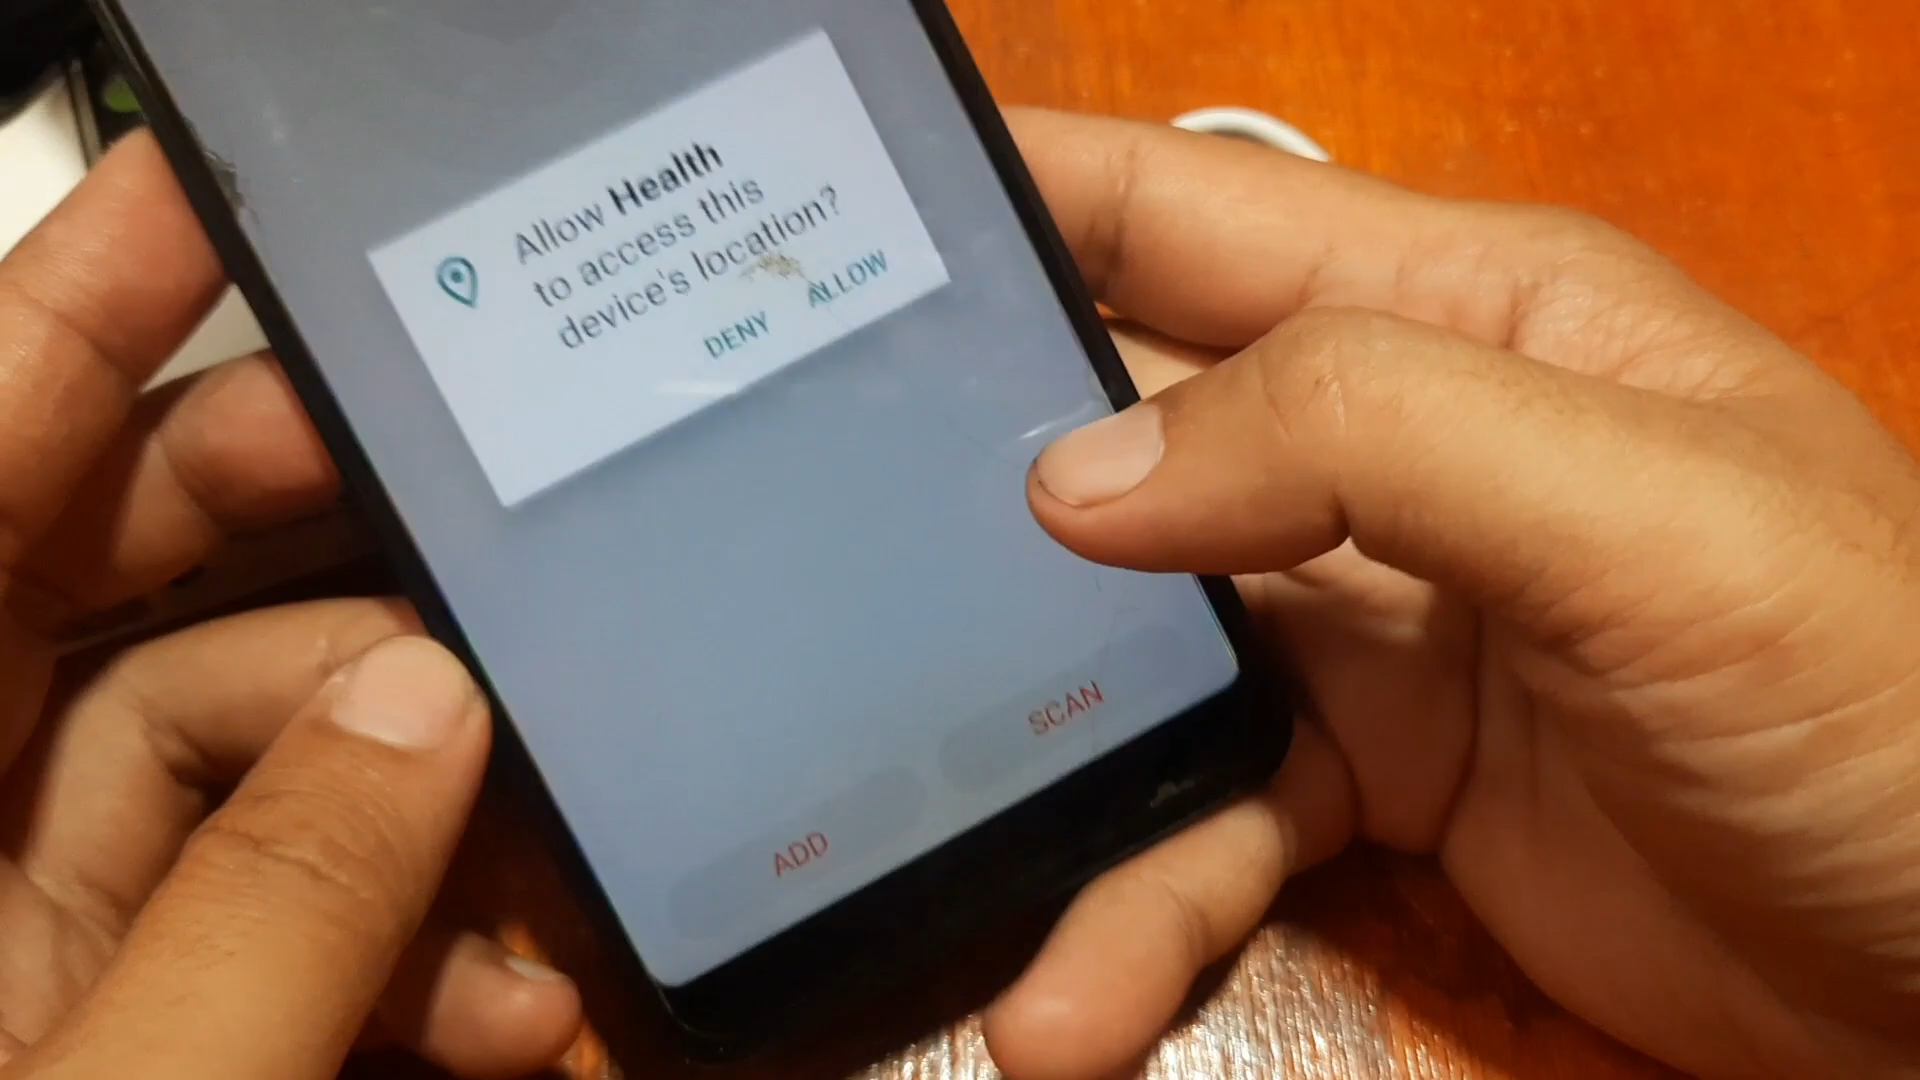 Allow Health
to access this
device's location?
DENY ALLOW
ADD SCAN